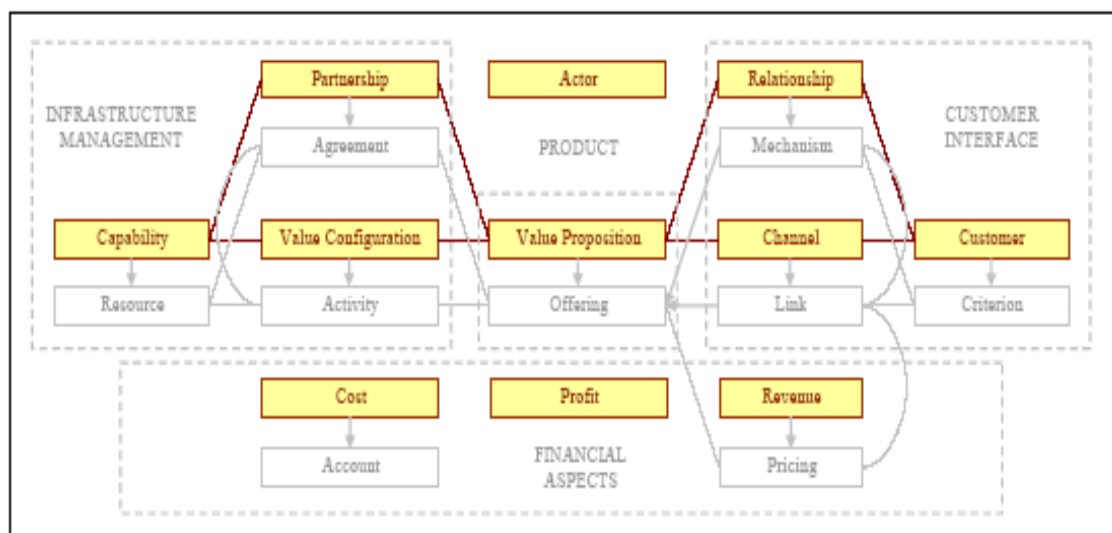 Partnership
Actor
Relationship
INFRASTRUCTURE
MANAGEMENT
CUSTOMER
INTERFACE
Agreement
PRODUCT
Mechanism
Capability
Value Configuration
Value Proposition
Channel
Customer
Resource
Activity
Offering
Link
Criterion
Cost
Profit
Revenue
Account
FINANCIAL
ASPECTS
Pricing